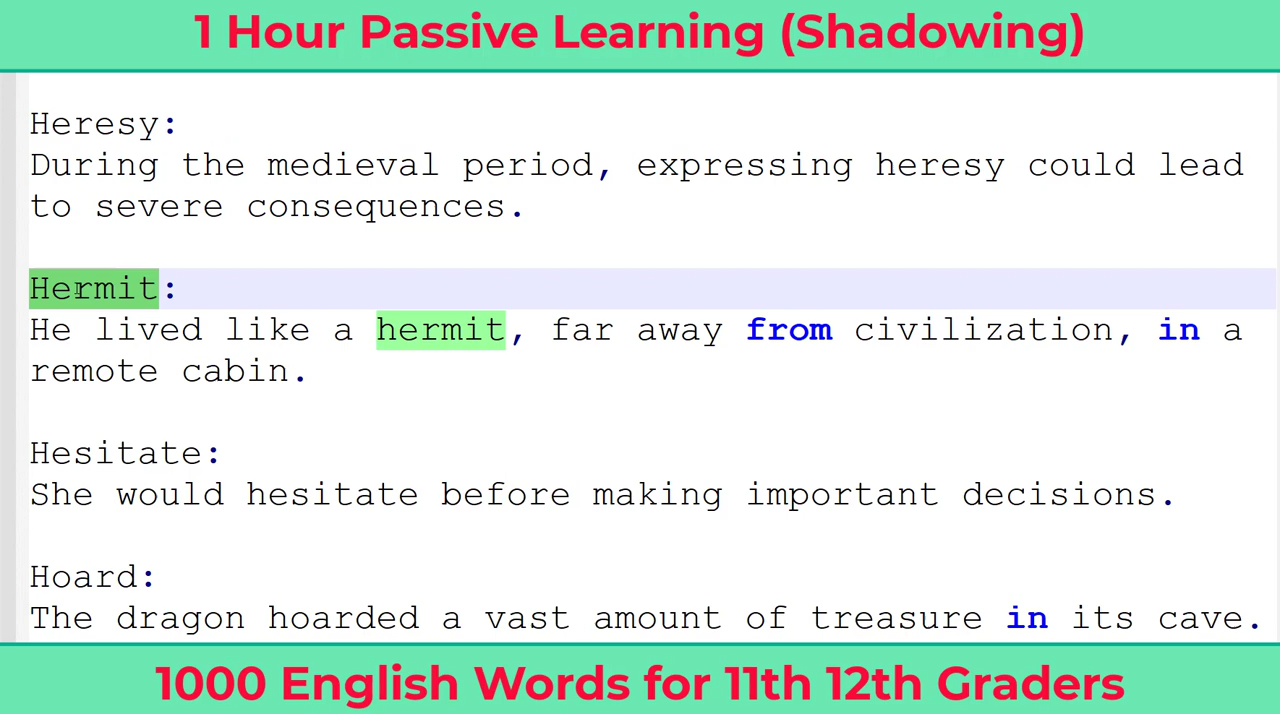 1 Hour Passive Learning (Shadowing)
Heresy:
During the medieval period, expressing heresy could lead
to severe consequences.
Hermit:
He lived like a hermit, far away from civilization, in a
remote cabin.
Hesitate:
She would hesitate before making important decisions.
Hoard:
The dragon hoarded a vast amount of treasure in its cave.
1000 English Words for 11th 12th Graders